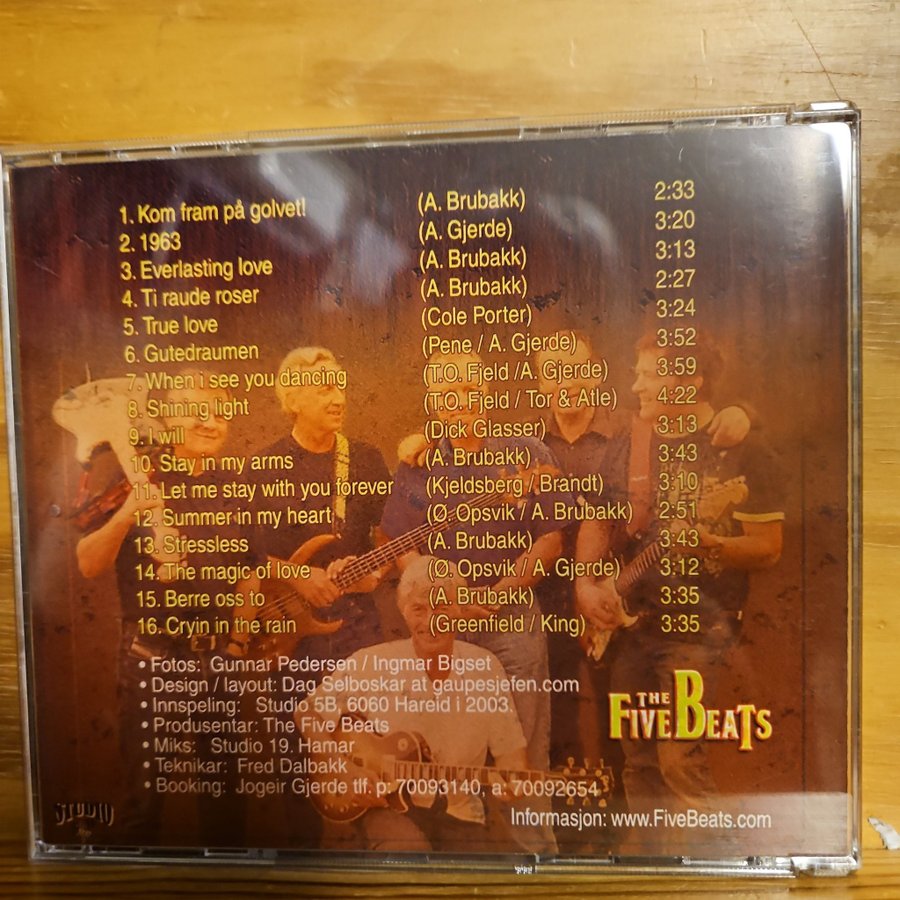 1. Kom fram på golvet! (A. Brubakk) 2:33
2. 1963 (A. Gjerde) 3:20
3. Everlasting love (A. Brubakk) 3:13
4. Ti raude roser (A. Brubakk) 2:27
5. True love (Cole Porter) 3:24
6. Gutedraumen (Pene / A. Gjerde) 3:52
7. When i see you dancing (T.O. Fjeld /A. Gjerde) 3:59
8. Shining light (T.O. Fjeld / Tor & Atle) 4:22
9. I will (Dick Glasser) 3:13
10. Stay in my arms (A. Brubakk) 3:43
11. Let me stay with you forever (Kjeldsberg / Brandt) 3:10
12. Summer in my heart (Ø. Opsvik / A. Brubakk) 2:51
13. Stressless (A. Brubakk) 3:43
14. The magic of love (Ø. Opsvik / A. Gjerde) 3:12
15. Berre oss to (A. Brubakk) 3:35
16. Cryin in the rain (Greenfield / King) 3:35
• Fotos: Gunnar Pedersen / Ingmar Bigset
• Design / layout: Dag Selboskar at gaupesjefen.com
• Innspeling: Studio 5B, 6060 Hareid i 2003.
• Produsentar: The Five Beats
• Miks: Studio 19. Hamar
• Teknikar: Fred Dalbakk
• Booking: Jogeir Gjerde tlf. p: 70093140, a: 70092654
THE
FIVE BEATS
STUDIO
Informasjon: www.FiveBeats.com